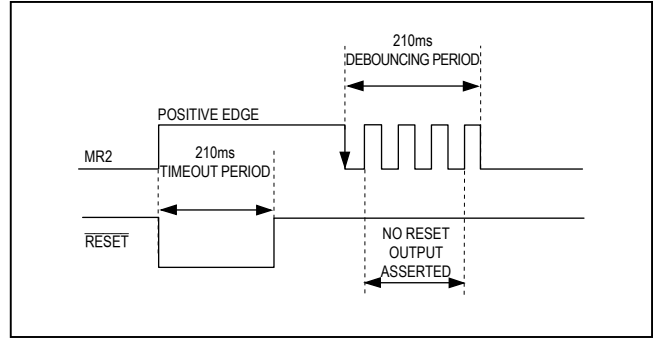 210ms
DEBOUNCING PERIOD
POSITIVE EDGE
MR2
210ms
TIMEOUT PERIOD
RESET
NO RESET
OUTPUT
ASSERTED